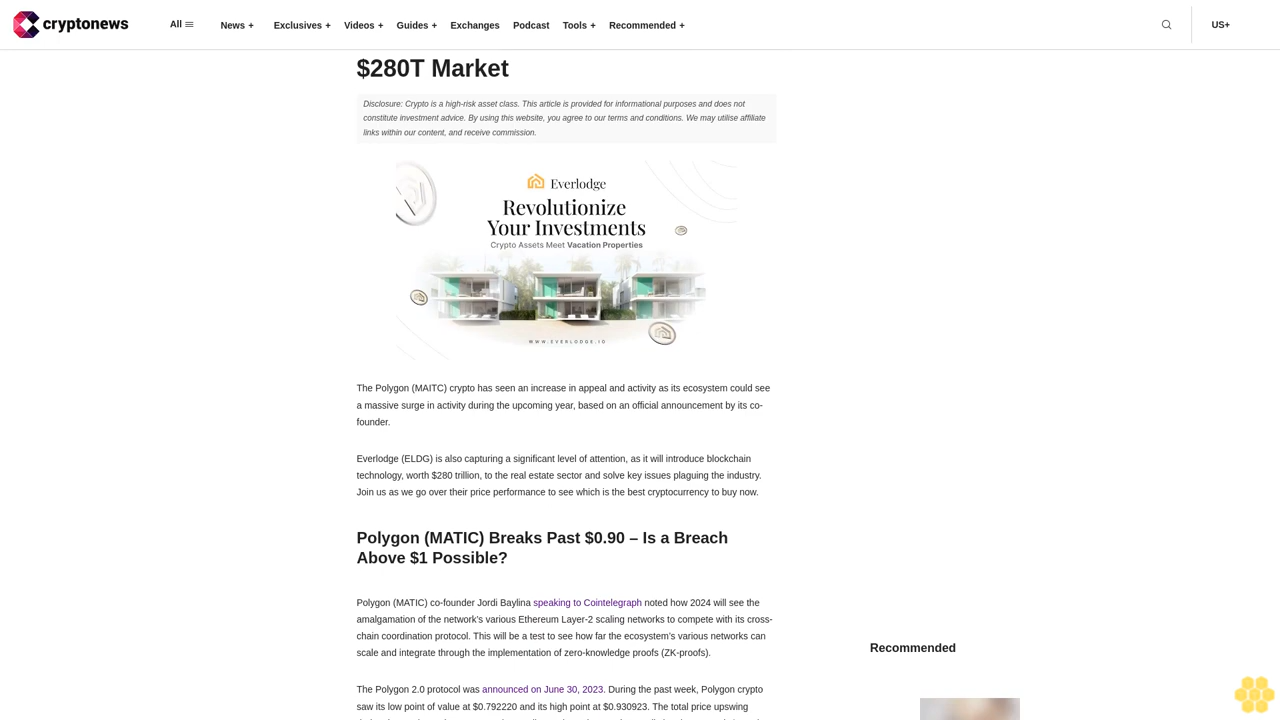 cryptonews
All
News +
Exclusives +
Videos +
Guides +
Exchanges
Podcast
Tools +
Recommended +
US+
$280T Market
Disclosure: Crypto is a high-risk asset class. This article is provided for informational purposes and does not
constitute investment advice. By using this website, you agree to our terms and conditions. We may utilise affiliate
links within our content, and receive commission.
Everlodge
Revolutionize
Your Investments
Crypto Assets Meet Vacation Properties
WWW.EVERLODGE.IO
The Polygon (MAITC) crypto has seen an increase in appeal and activity as its ecosystem could see
a massive surge in activity during the upcoming year, based on an official announcement by its co-
founder.
Everlodge (ELDG) is also capturing a significant level of attention, as it will introduce blockchain
technology, worth $280 trillion, to the real estate sector and solve key issues plaguing the industry.
Join us as we go over their price performance to see which is the best cryptocurrency to buy now.
Polygon (MATIC) Breaks Past $0.90 – Is a Breach
Above $1 Possible?
Polygon (MATIC) co-founder Jordi Baylina speaking to Cointelegraph noted how 2024 will see the
amalgamation of the network’s various Ethereum Layer-2 scaling networks to compete with its cross-
chain coordination protocol. This will be a test to see how far the ecosystem’s various networks can
scale and integrate through the implementation of zero-knowledge proofs (ZK-proofs).
The Polygon 2.0 protocol was announced on June 30, 2023. During the past week, Polygon crypto
saw its low point of value at $0.792220 and its high point at $0.930923. The total price upswing
Recommended